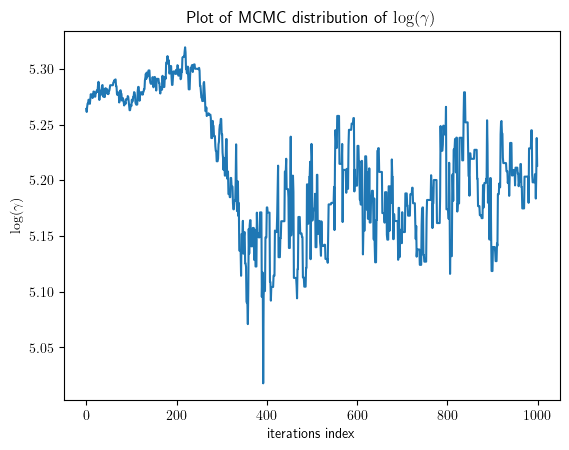 Plot of MCMC distribution of log(γ)
5.30
5.25
5.20
5.15
5.10
5.05
log(γ)
0 200 400 600 800 1000
iterations index